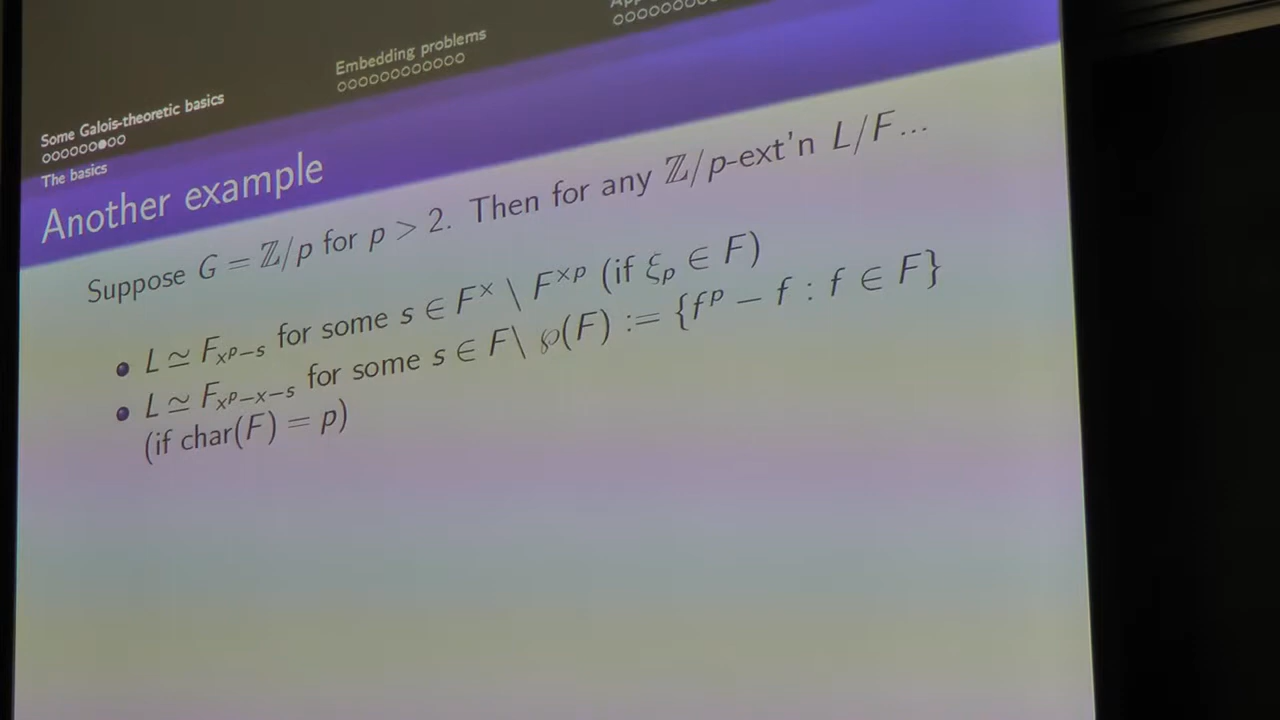 App
Embedding problems
Some Galois-theoretic basics
The basics
Another example
Suppose G = ℤ/p for p > 2. Then for any ℤ/p-ext'n L/F...
• L ≃ F_{x^p−s} for some s ∈ F^× \ F^{×p} (if ξ_p ∈ F)
• L ≃ F_{x^p−x−s} for some s ∈ F\ ℘(F) := {f^p − f : f ∈ F}
(if char(F) = p)